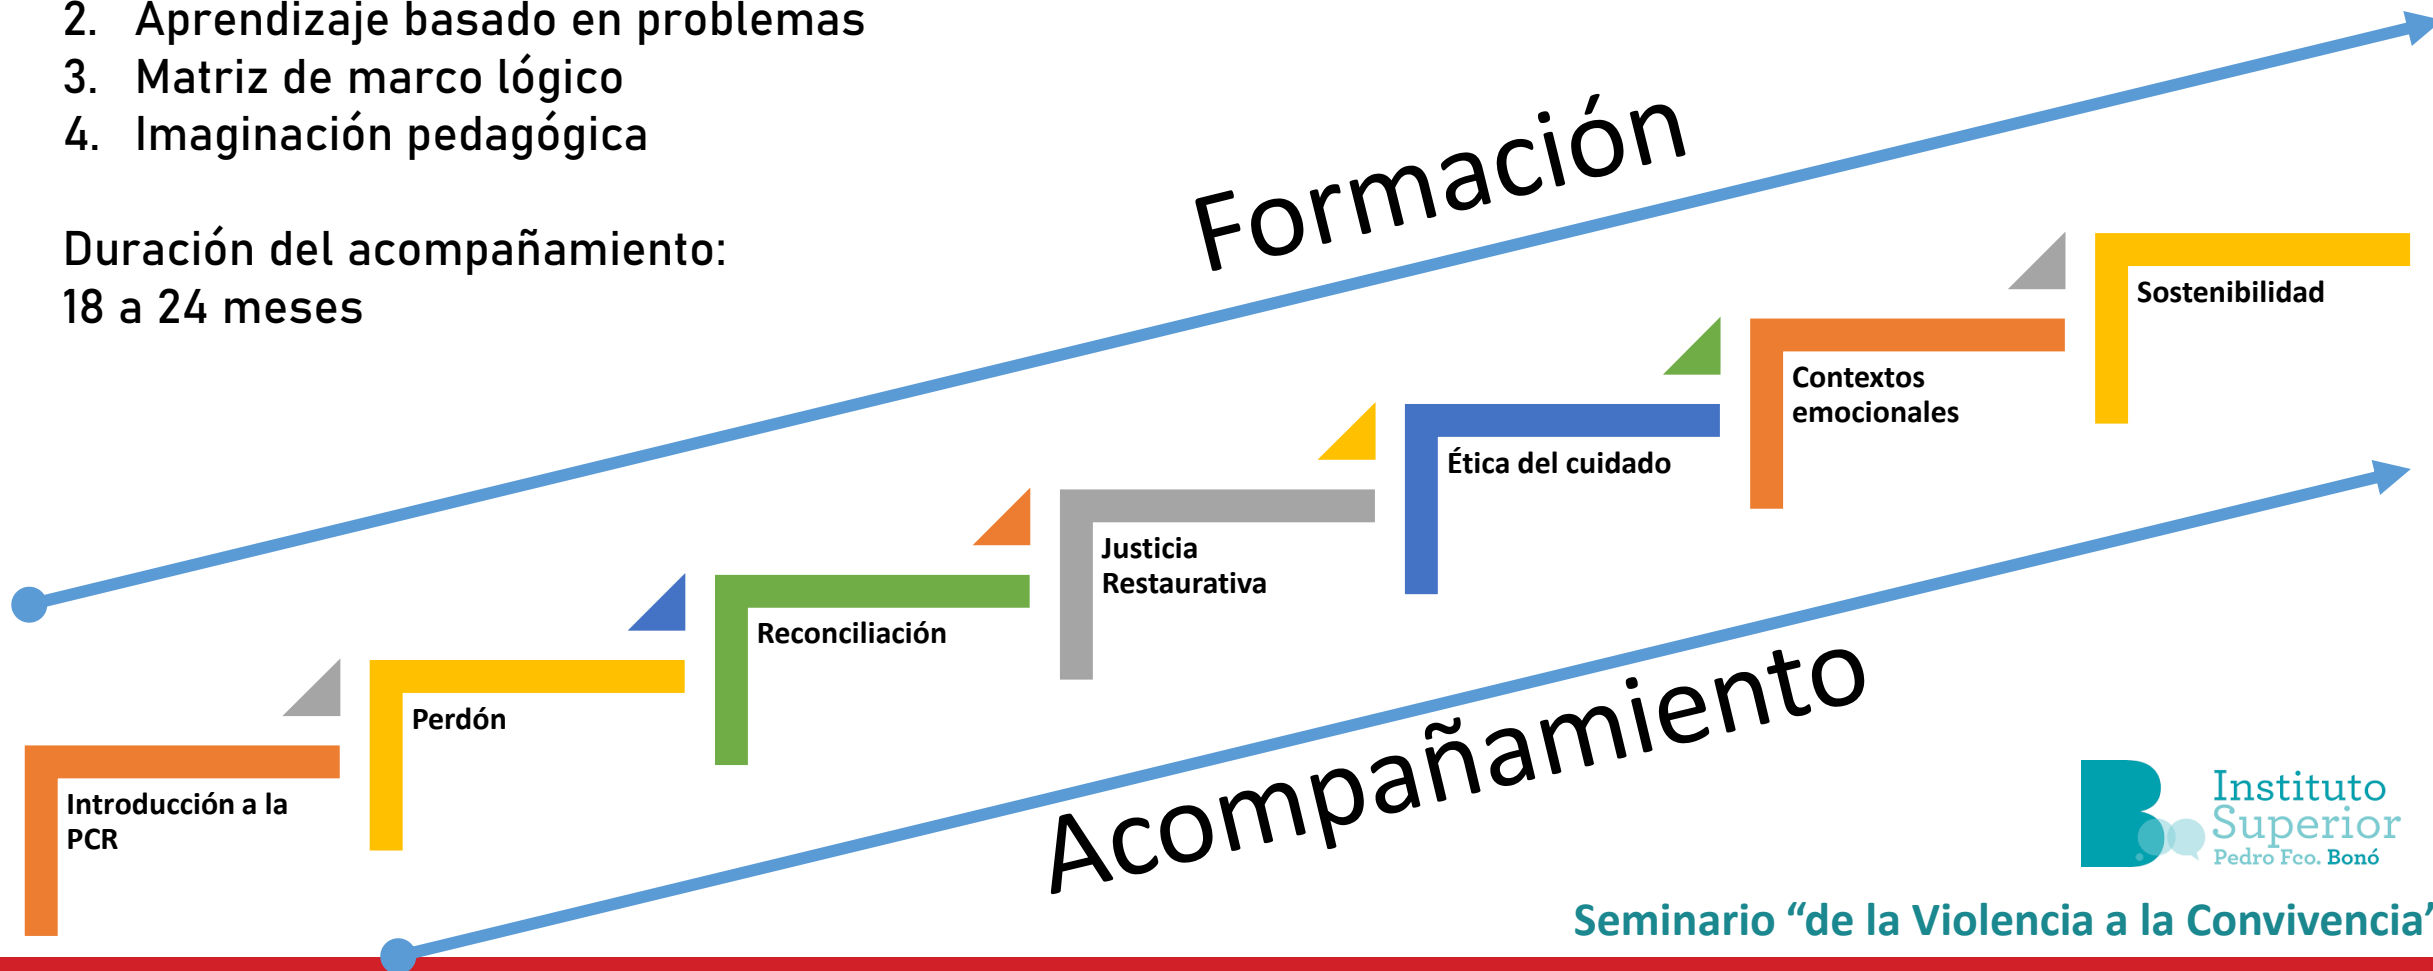 2. Aprendizaje basado en problemas
3. Matriz de marco lógico
4. Imaginación pedagógica
Duración del acompañamiento:
18 a 24 meses
Formación
Sostenibilidad
Contextos
emocionales
Ética del cuidado
Justicia
Restaurativa
Reconciliación
Perdón
Introducción a la
PCR
Acompañamiento
Instituto
Superior
Pedro Fco. Bonó
Seminario “de la Violencia a la Convivencia”